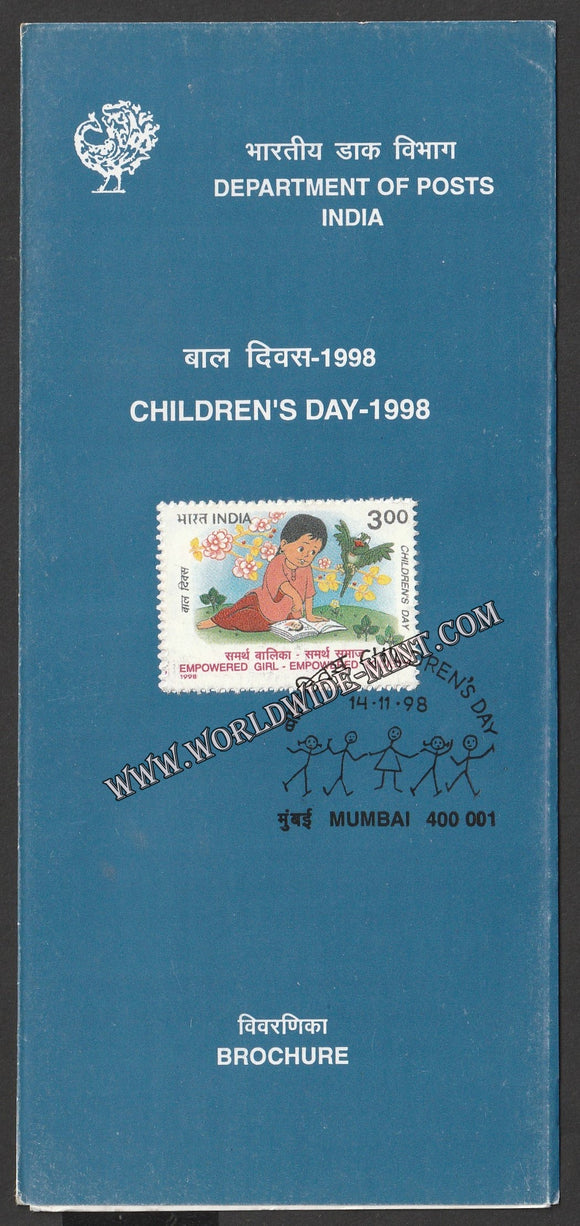 भारतीय डाक विभाग
DEPARTMENT OF POSTS
INDIA
बाल दिवस-1998
CHILDREN'S DAY-1998
भारत INDIA
3.00
बाल दिवस
CHILDREN'S DAY
समर्थ बालिका - समर्थ समाज
EMPOWERED GIRL - EMPOWERED
1998
CHILDREN'S DAY
14·11·98
मुंबई MUMBAI 400 001
WWW.WORLDWIDE-MINT.COM
विवरणिका
BROCHURE